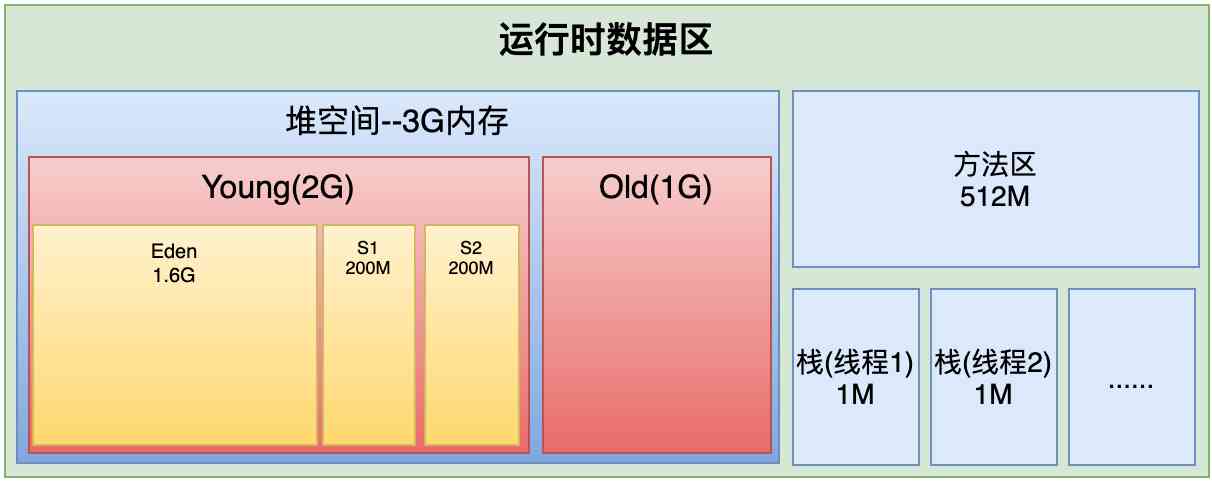 运行时数据区
堆空间--3G内存
Young(2G)
Old(1G)
Eden
1.6G
S1
200M
S2
200M
方法区
512M
栈(线程1)
1M
栈(线程2)
1M
......